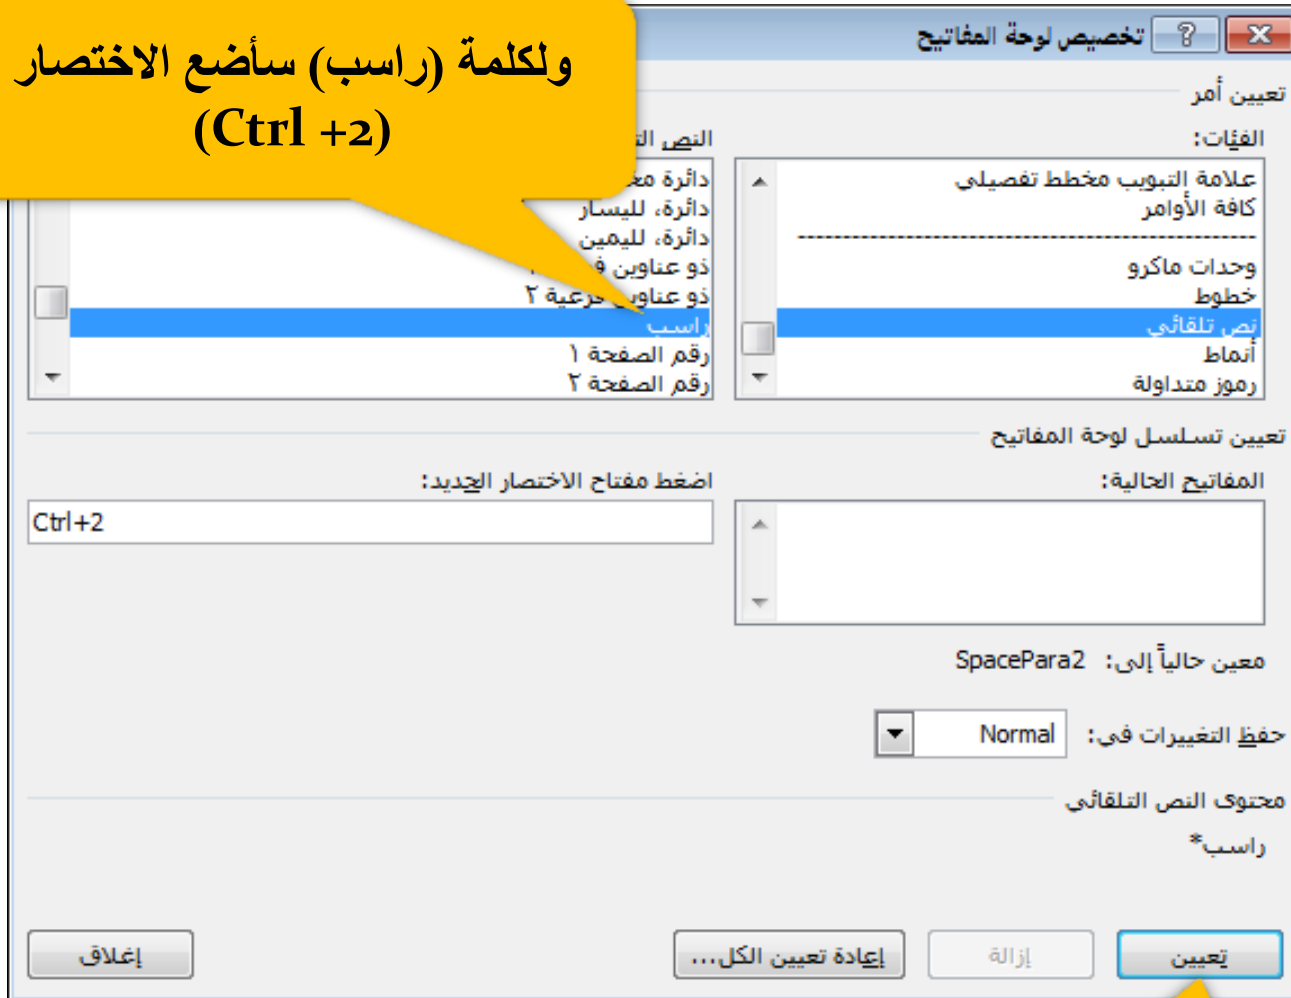 ولكلمة (راسب) سأضع الاختصار
(Ctrl +2)
تخصيص لوحة المفاتيح
تعيين أمر
الفئات:
علامة التبويب مخطط تفصيلي
كافة الأوامر
وحدات ماكرو
خطوط
نص تلقائي
أنماط
رموز متداولة
النص
دائرة
دائرة، لليسار
دائرة، لليمين
ذو عناوين
ذو عناوين فرعية ٢
راسب
رقم الصفحة ١
رقم الصفحة ٢
تعيين تسلسل لوحة المفاتيح
المفاتيح الحالية:
اضغط مفتاح الاختصار الجديد:
Ctrl+2
معين حالياً إلى: SpacePara2
حفظ التغييرات في: Normal
محتوى النص التلقائي
راسب*
تعيين
إزالة
إعادة تعيين الكل...
إغلاق